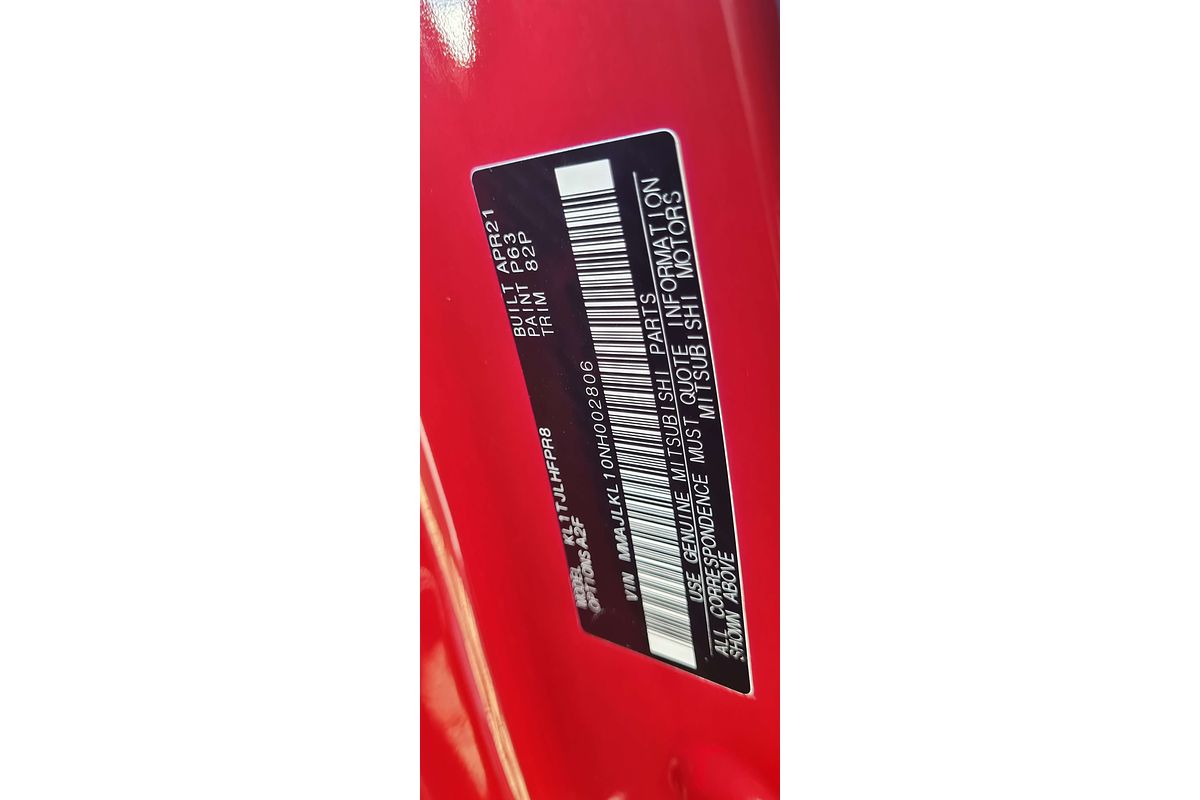 MODEL KL1TJLHFPR8
OPTIONS A2F
BUILT APR21
PAINT P63
TRIM 82P
VIN MMAJLKL10NH002806
USE GENUINE MITSUBISHI PARTS
ALL CORRESPONDENCE MUST QUOTE INFORMATION
SHOWN ABOVE MITSUBISHI MOTORS